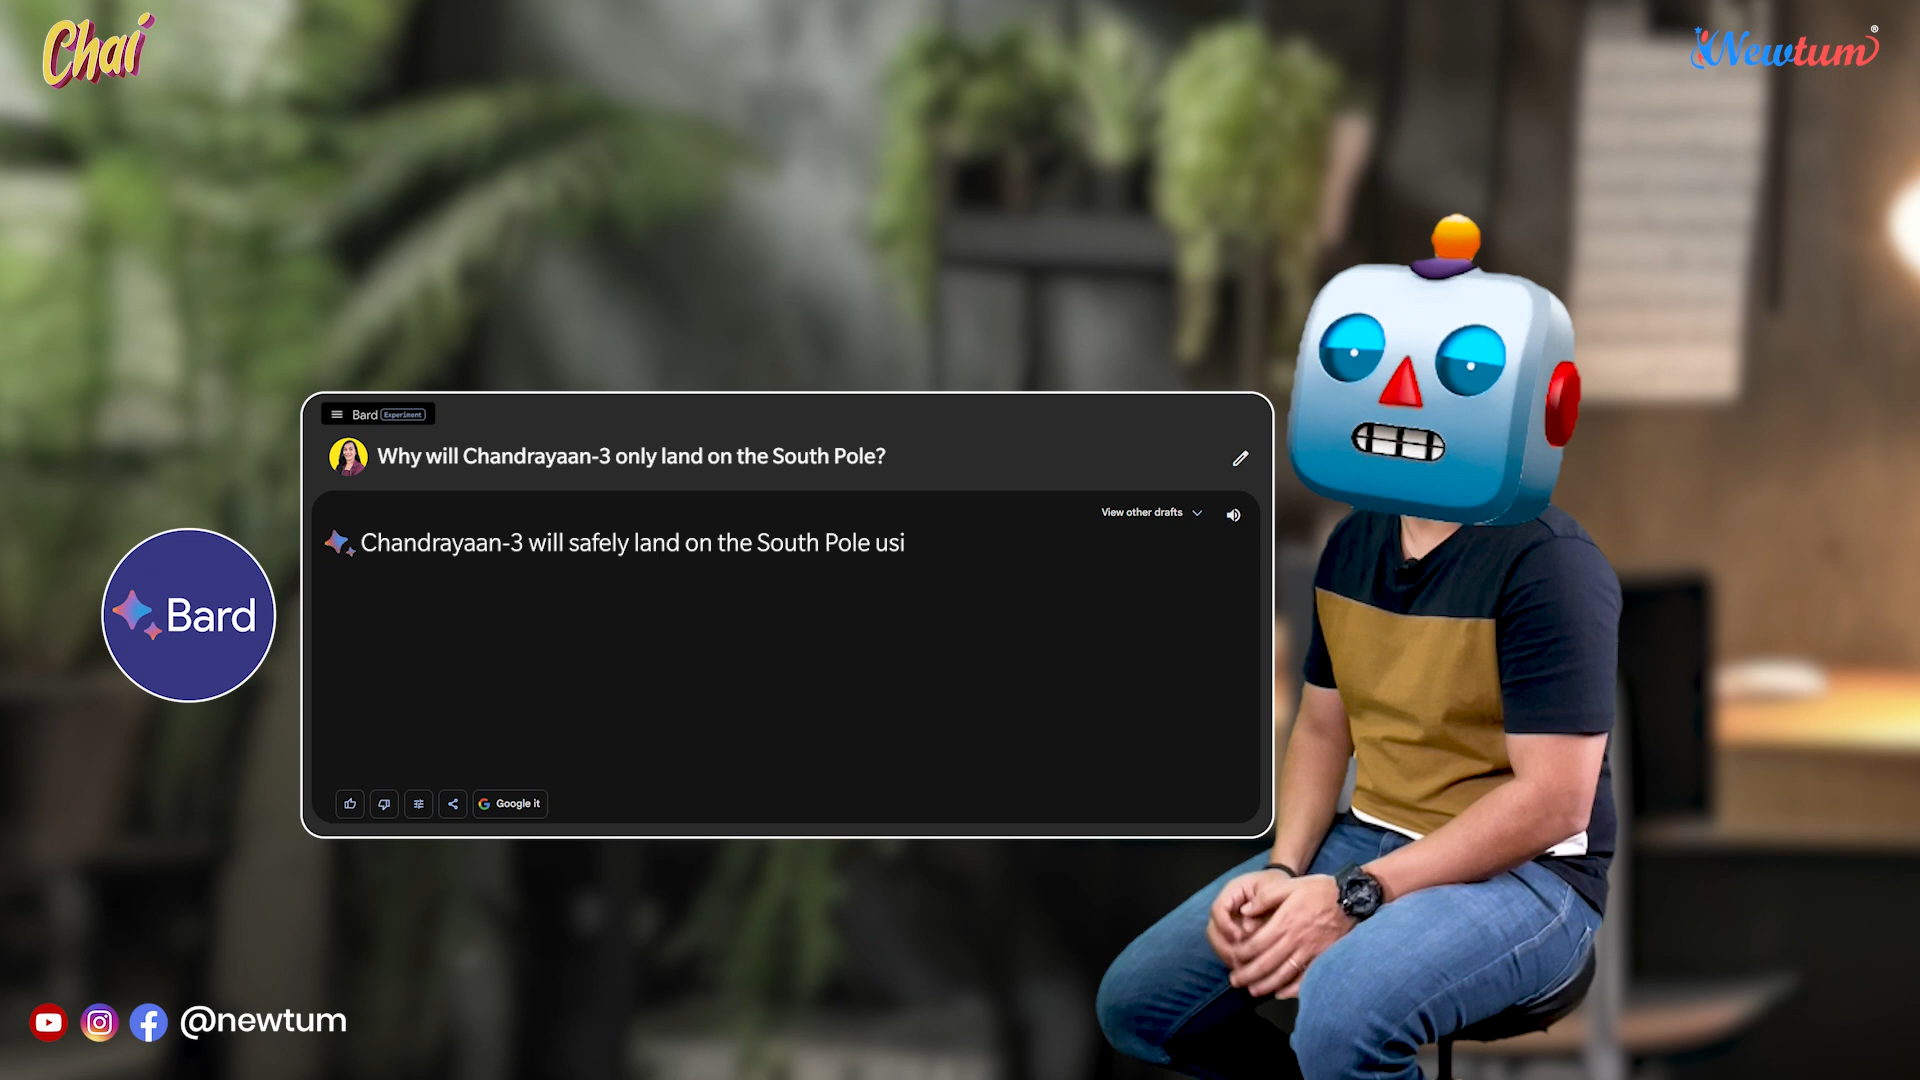 Chai
Newtum®
Bard Experiment
Why will Chandrayaan-3 only land on the South Pole?
View other drafts
Chandrayaan-3 will safely land on the South Pole usi
Bard
Google it
@newtum